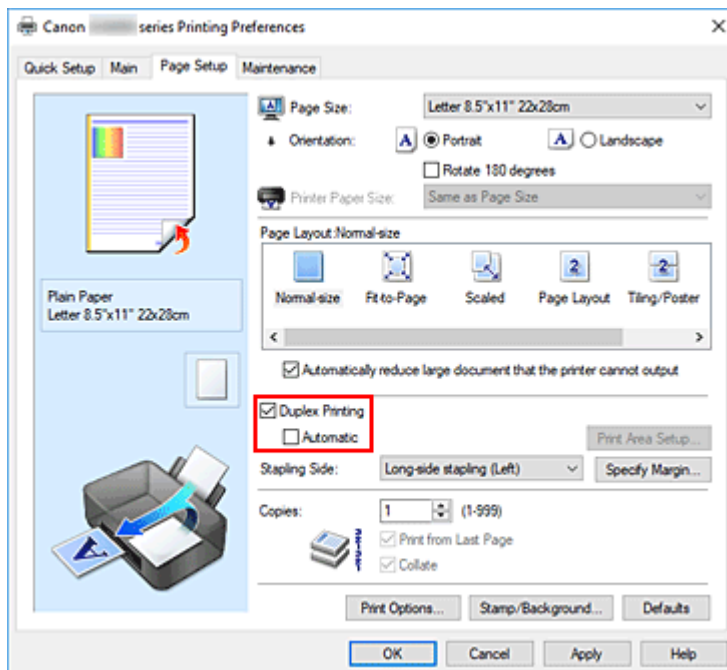 Canon series Printing Preferences
Quick Setup Main Page Setup Maintenance
Page Size: Letter 8.5"x11" 22x28cm
Orientation: A Portrait A Landscape
Rotate 180 degrees
Printer Paper Size: Same as Page Size
Page Layout:Normal-size
2 2
Normal-size Fit-to-Page Scaled Page Layout Tiling/Poster
Plain Paper
Letter 8.5"x11" 22x28cm
Automatically reduce large document that the printer cannot output
Duplex Printing
Automatic
Print Area Setup...
Stapling Side: Long-side stapling (Left) Specify Margin...
Copies: 1 (1-999)
Print from Last Page
Collate
A
Print Options... Stamp/Background... Defaults
OK Cancel Apply Help